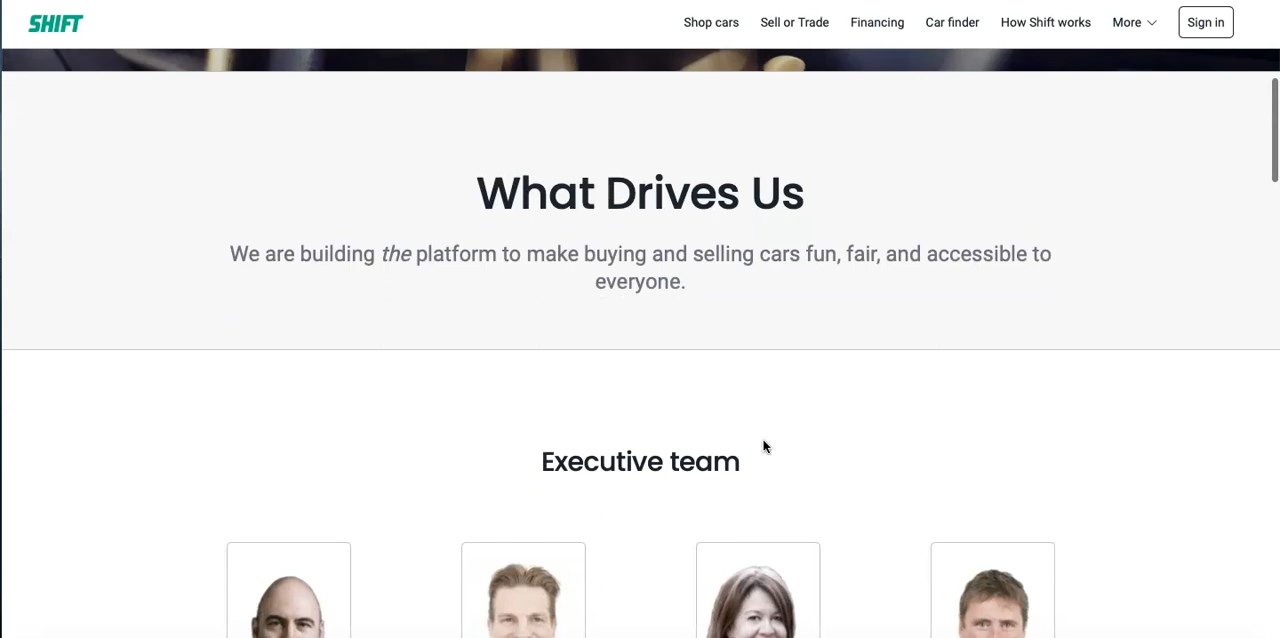 SHIFT
Shop cars
Sell or Trade
Financing
Car finder
How Shift works
More
Sign in
What Drives Us
We are building the platform to make buying and selling cars fun, fair, and accessible to
everyone.
Executive team